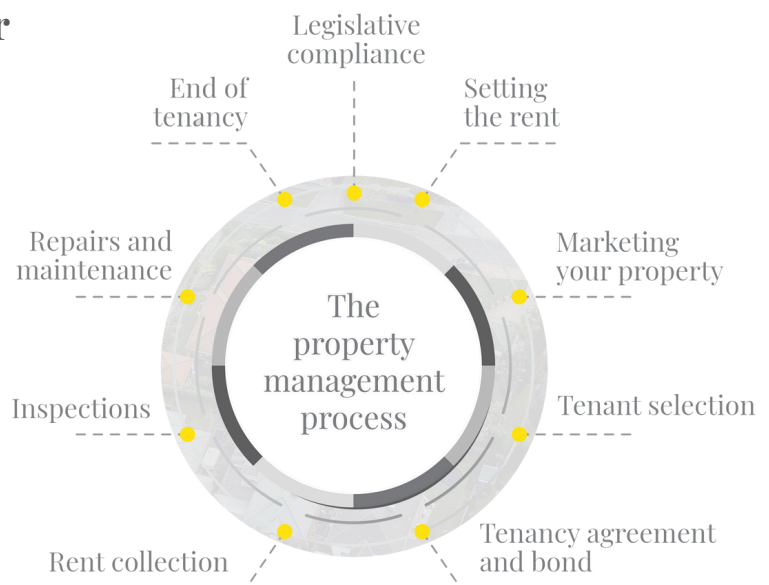 Legislative
compliance
Setting
the rent
Marketing
your property
Tenant selection
Tenancy agreement
and bond
Rent collection
Inspections
Repairs and
maintenance
End of
tenancy
The
property
management
process